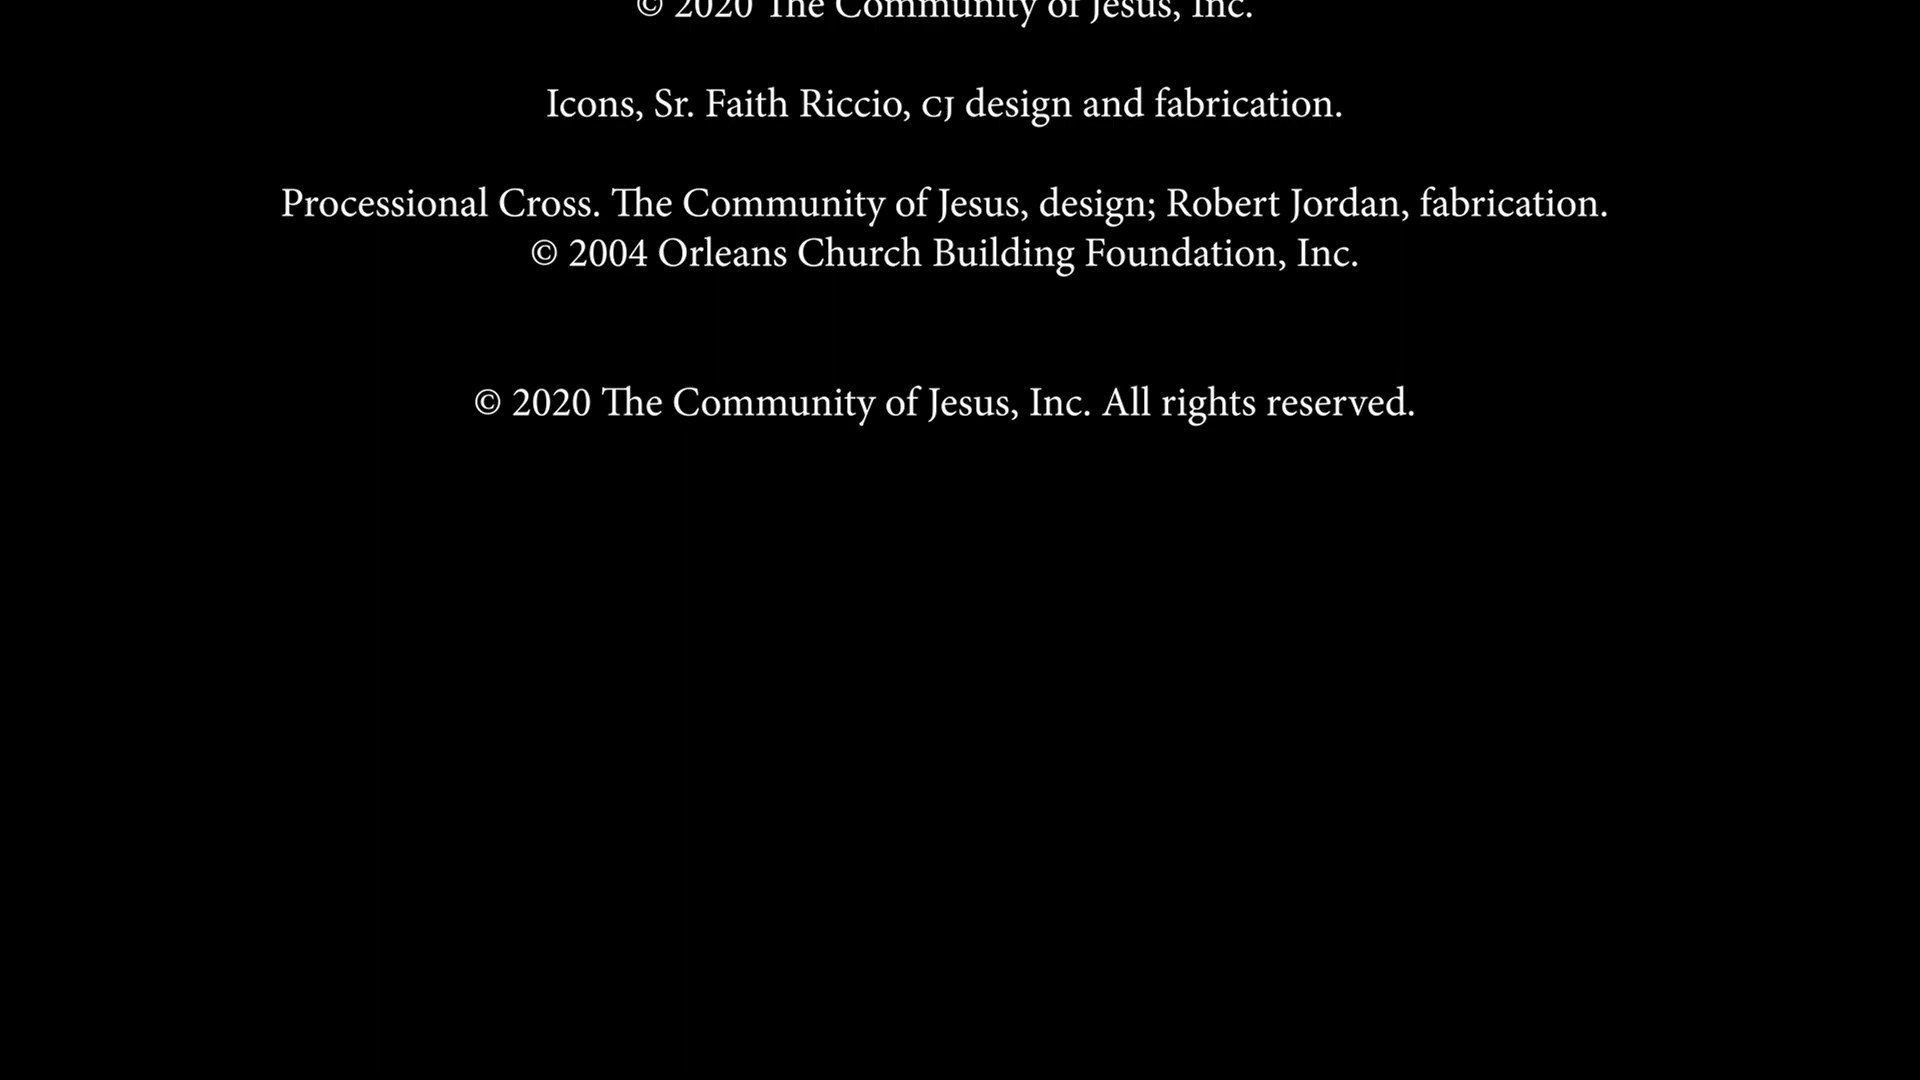 © 2020 The Community of Jesus, Inc.
Icons, Sr. Faith Riccio, CJ design and fabrication.
Processional Cross. The Community of Jesus, design; Robert Jordan, fabrication.
© 2004 Orleans Church Building Foundation, Inc.
© 2020 The Community of Jesus, Inc. All rights reserved.